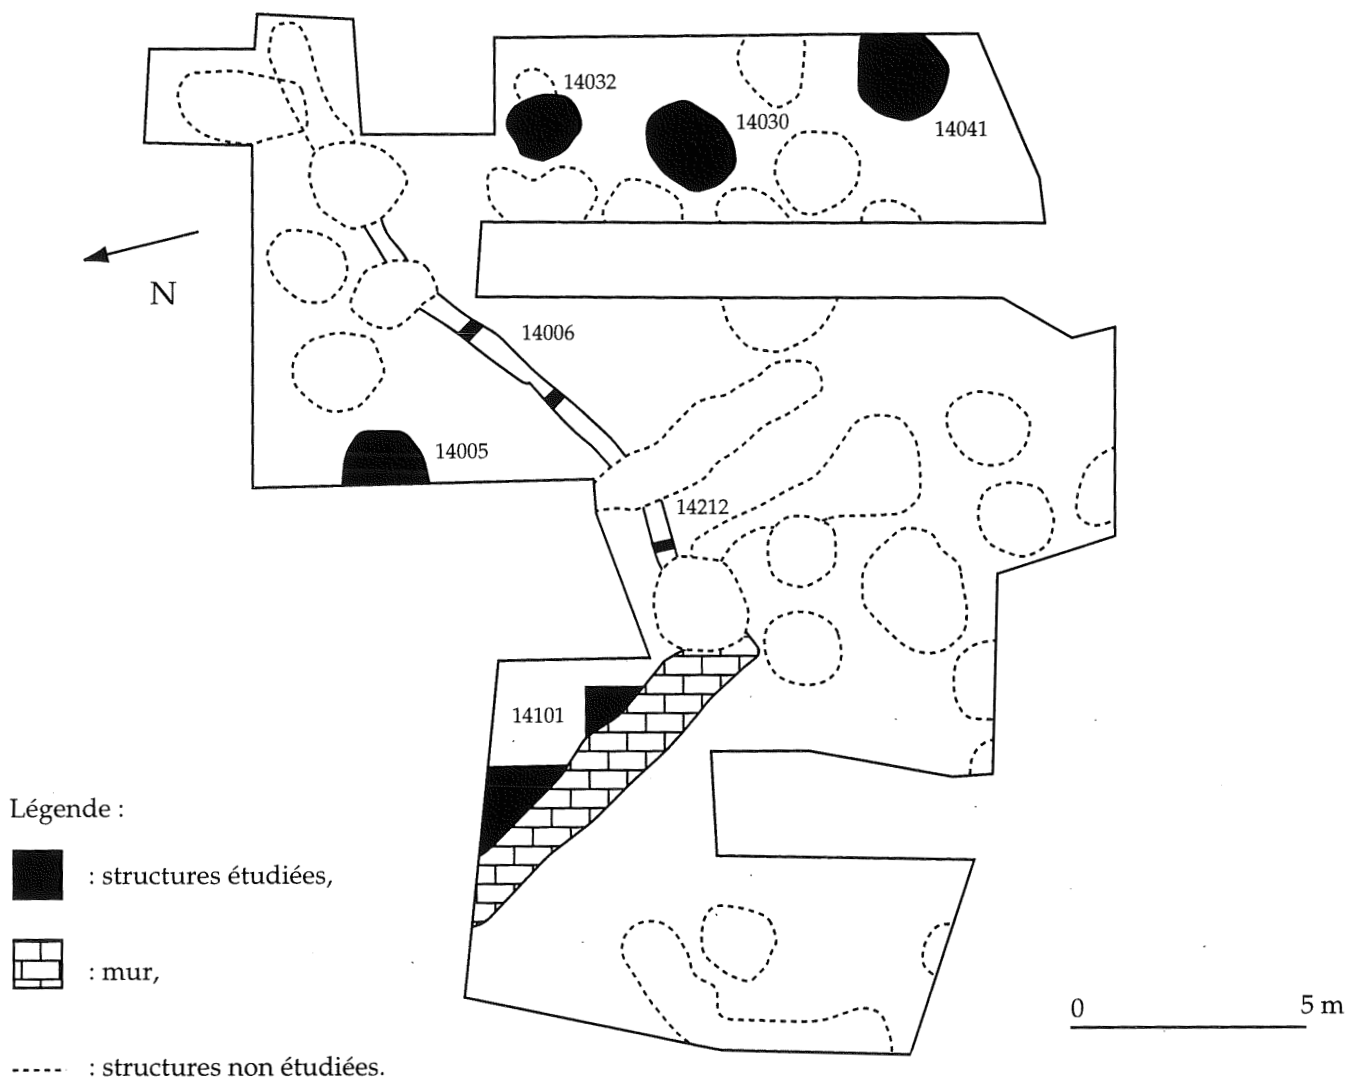 14032
14030
14041
N
14006
14005
14212
14101
Légende :
: structures étudiées,
: mur,
0 5 m
: structures non étudiées.